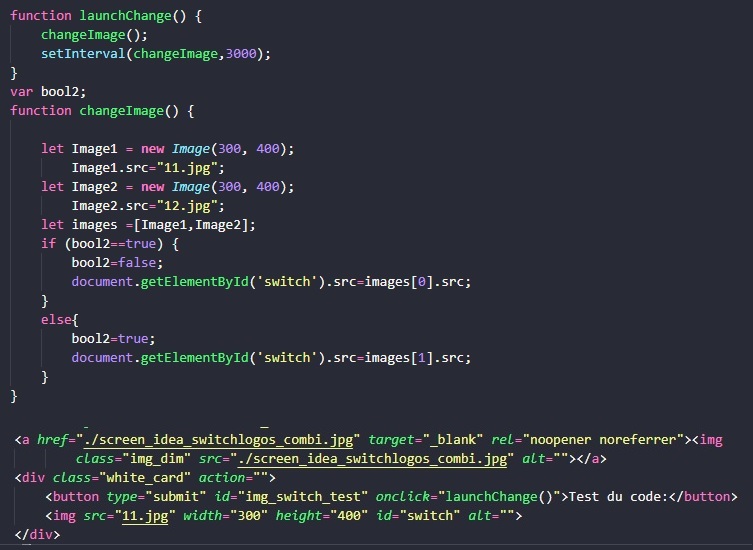 function launchChange() {
changeImage();
setInterval(changeImage,3000);
}
var bool2;
function changeImage() {
let Image1 = new Image(300, 400);
Image1.src="11.jpg";
let Image2 = new Image(300, 400);
Image2.src="12.jpg";
let images =[Image1,Image2];
if (bool2==true) {
bool2=false;
document.getElementById('switch').src=images[0].src;
}
else{
bool2=true;
document.getElementById('switch').src=images[1].src;
}
}
<a href="./screen_idea_switchlogos_combi.jpg" target="_blank" rel="noopener noreferrer"><img
class="img_dim" src="./screen_idea_switchlogos_combi.jpg" alt=""></a>
<div class="white_card" action="">
<button type="submit" id="img_switch_test" onclick="launchChange()">Test du code:</button>
<img src="11.jpg" width="300" height="400" id="switch" alt="">
</div>